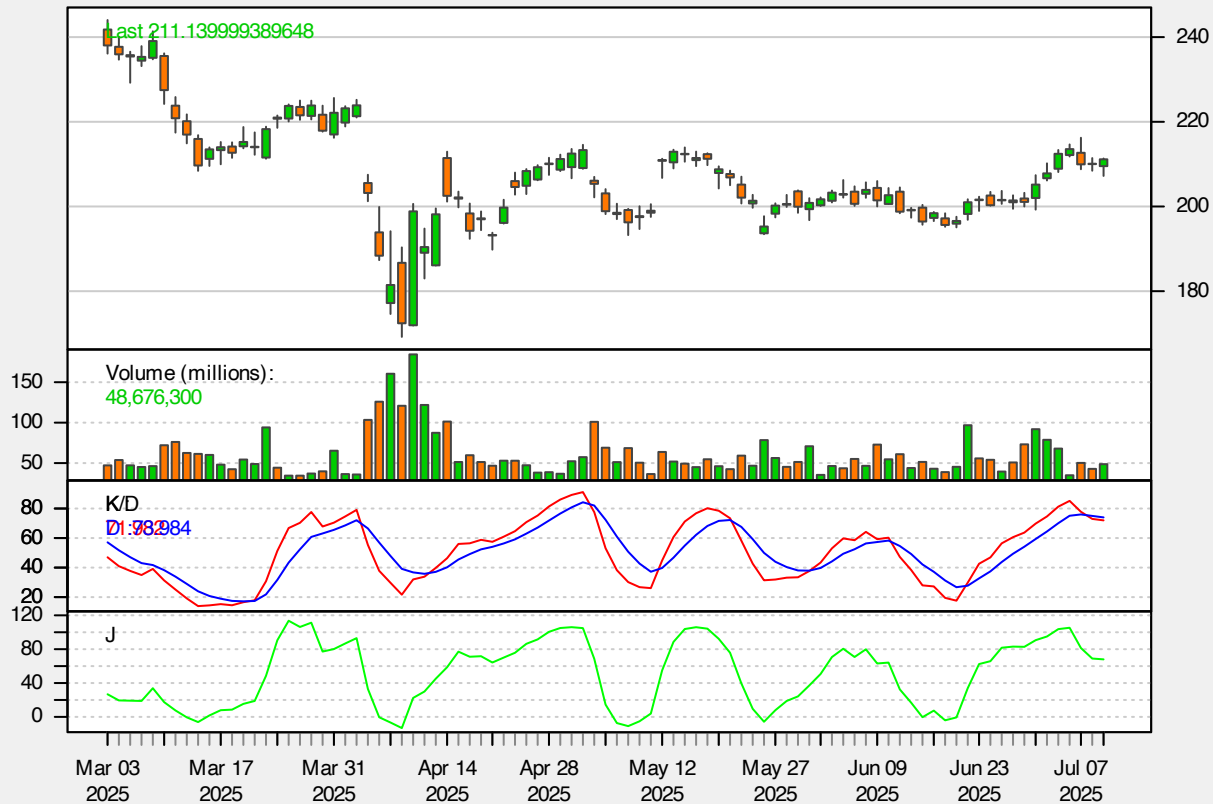 Last 211.139999389648
240
220
200
180
Volume (millions):
48,676,300
150
100
50
K/D
D :73.984
80
60
40
20
120
J
80
40
0
Mar 03 2025
Mar 17 2025
Mar 31 2025
Apr 14 2025
Apr 28 2025
May 12 2025
May 27 2025
Jun 09 2025
Jun 23 2025
Jul 07 2025